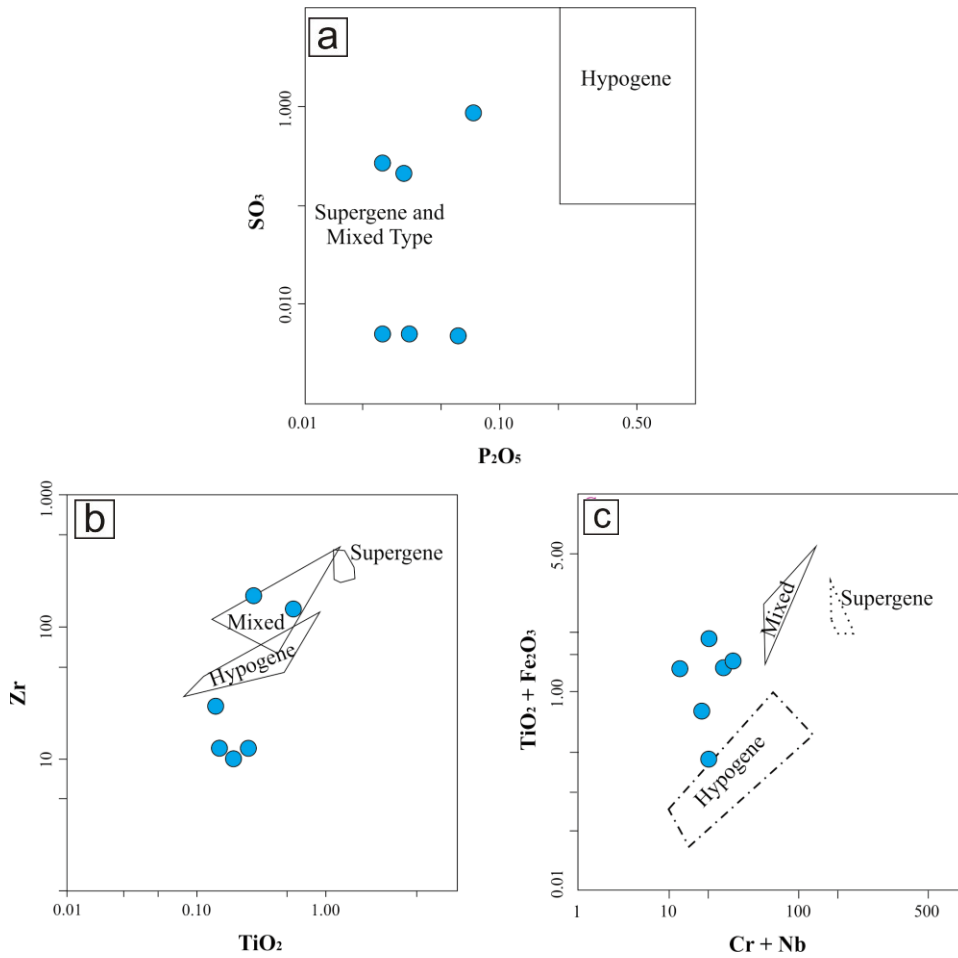 a
Hypogene
1.000
SO₃
Supergene and
Mixed Type
0.010
0.01
0.10
0.50
P₂O₅
b
1.000
Supergene
100
Mixed
Hypogene
Zr
10
0.01
0.10
1.00
TiO₂
c
5.00
Mixed
Supergene
TiO₂ + Fe₂O₃
1.00
Hypogene
0.01
1
10
100
500
Cr + Nb